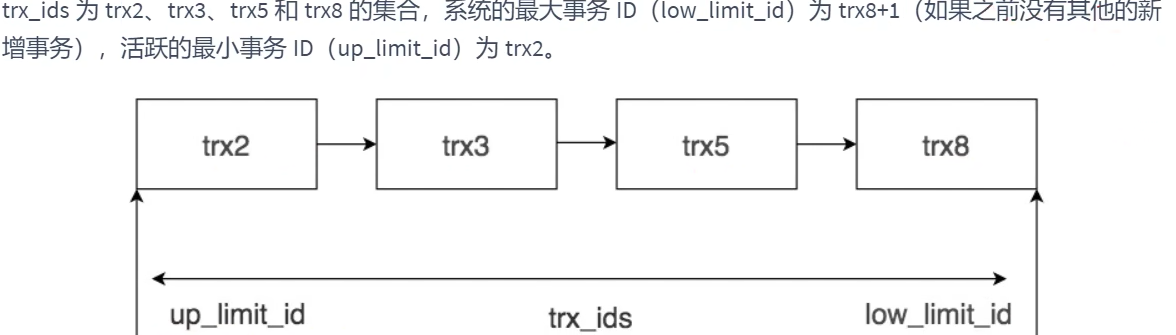 trx_ids 为 trx2、trx3、trx5 和 trx8 的集合，系统的最大事务 ID（low_limit_id）为 trx8+1（如果之前没有其他的新
增事务），活跃的最小事务 ID（up_limit_id）为 trx2。
trx2 trx3 trx5 trx8
up_limit_id trx_ids low_limit_id